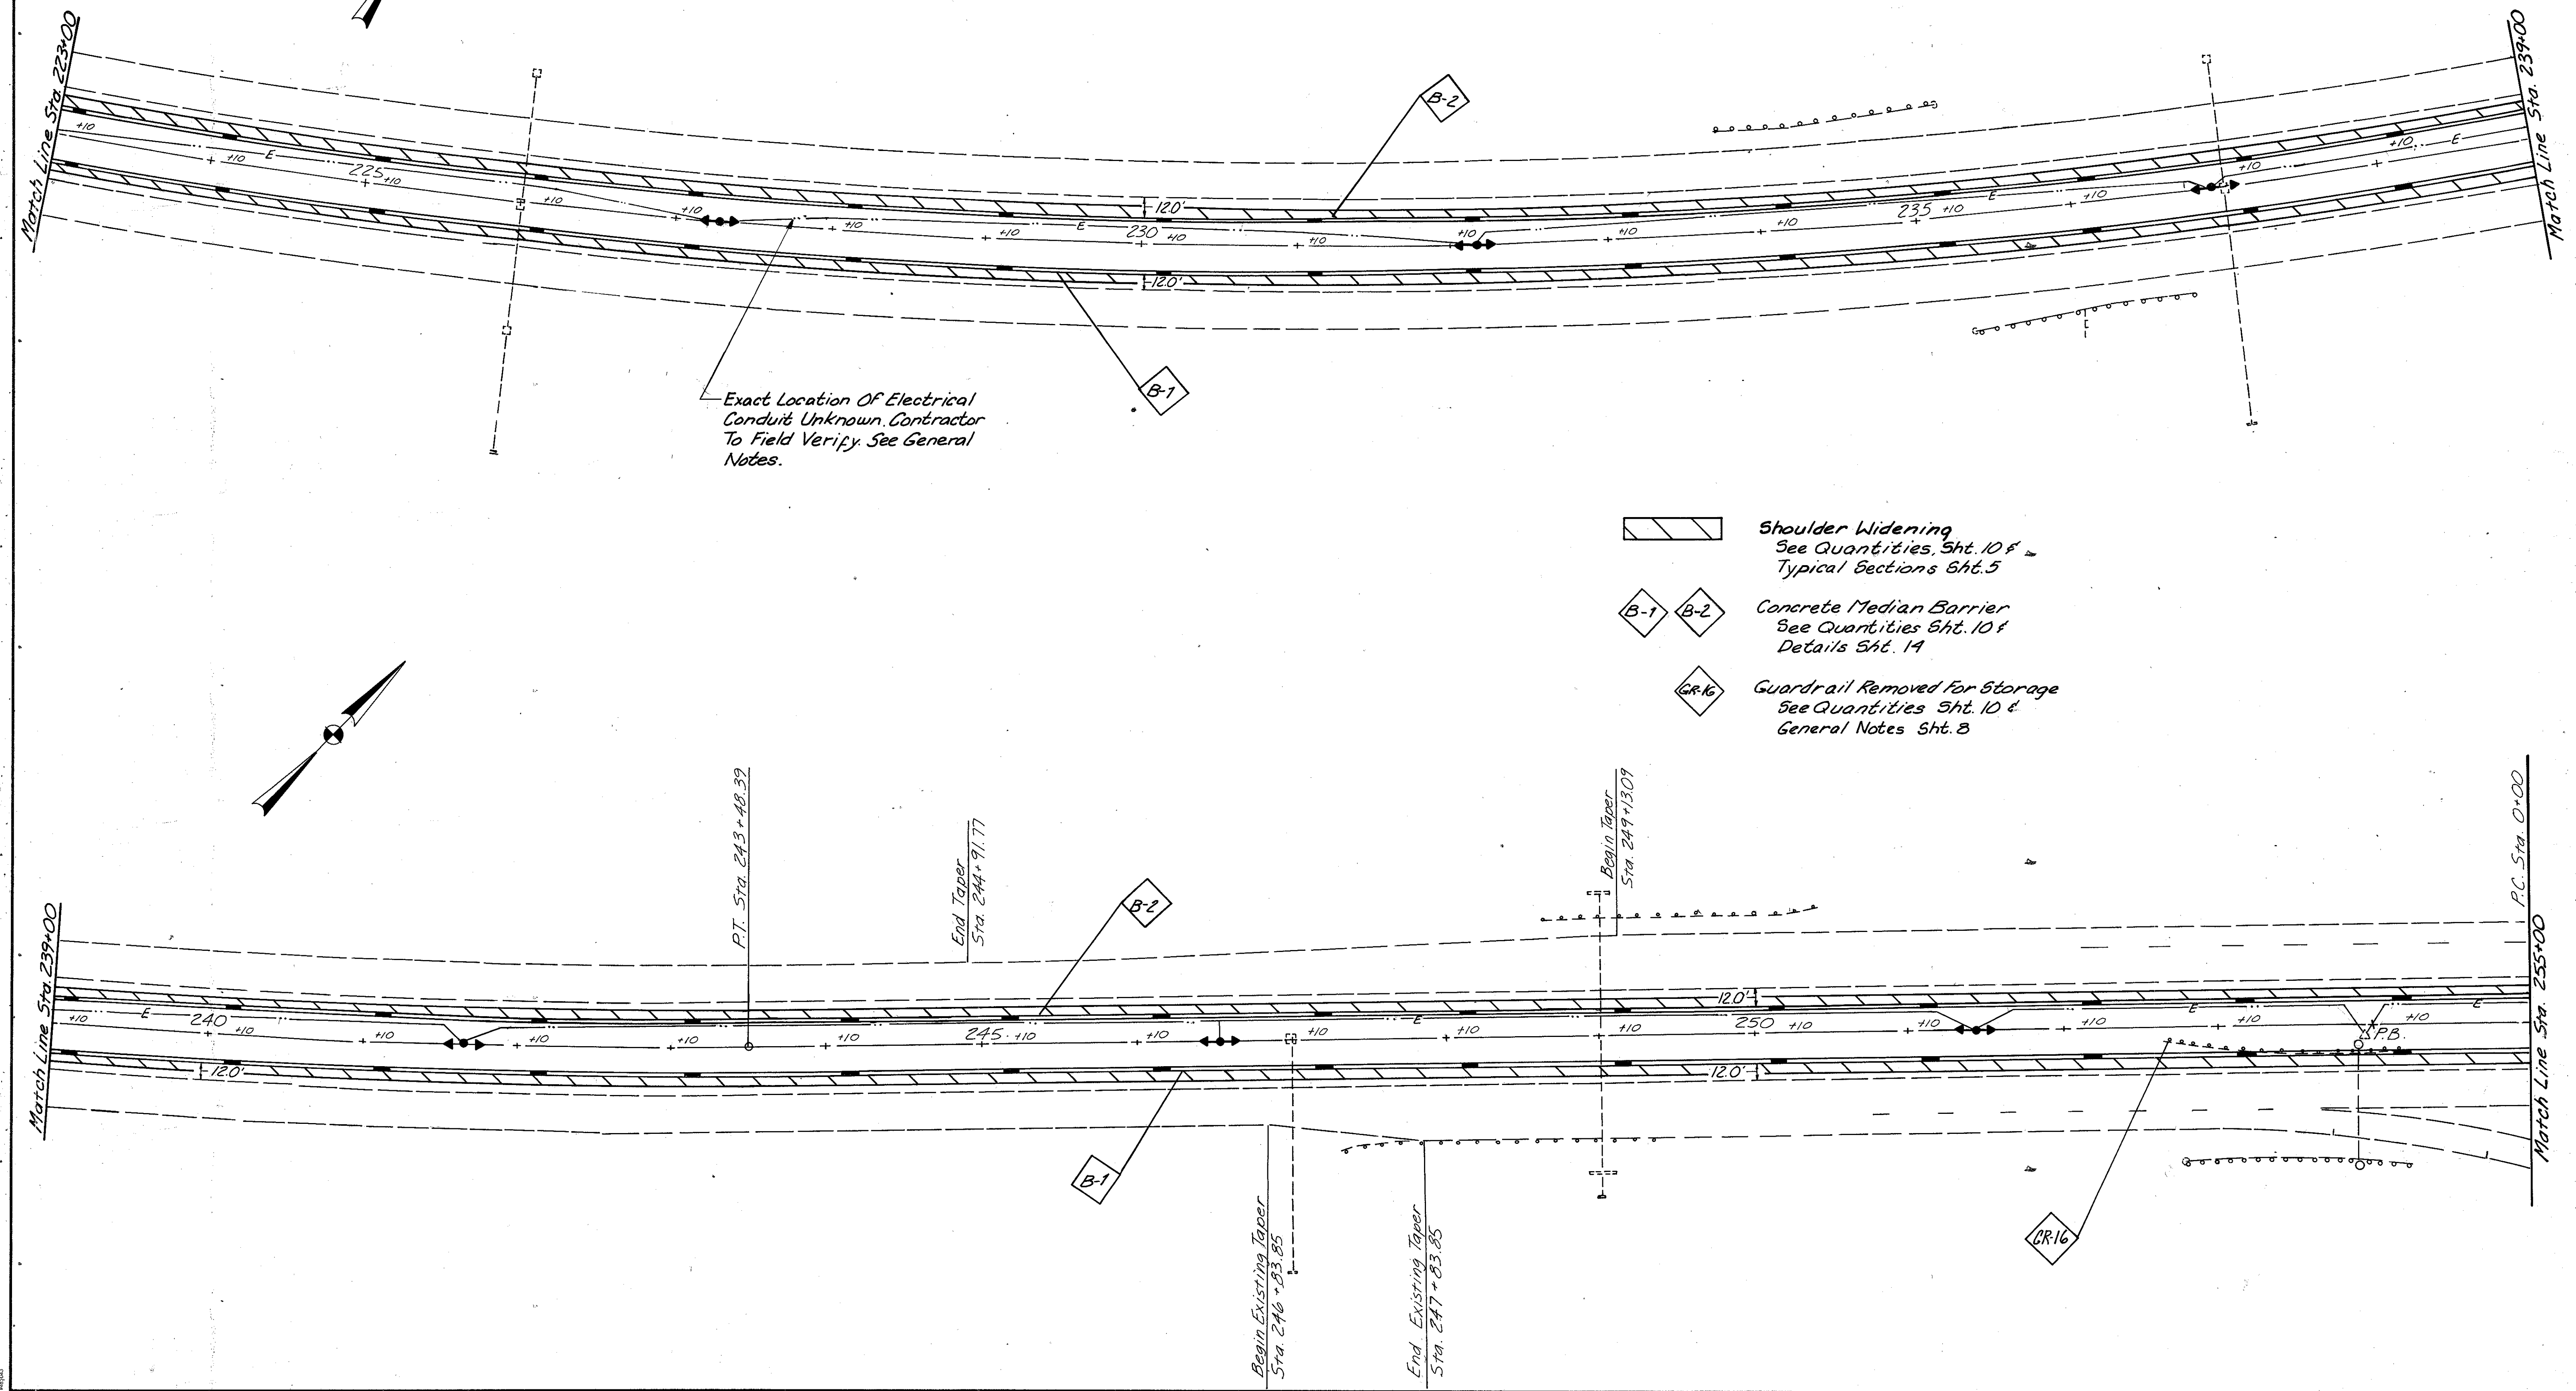 Match Line Sta. 223+00
Match Line Sta. 239+00
B-2
+10
E
+10
225 +10
+10
+10
12.0'
+10
E
+10
230 +10
+10
+10
+10
+10
235 +10
E
+10
+10
+10
E
12.0'
B-1
Exact Location Of Electrical
Conduit Unknown. Contractor
To Field Verify. See General
Notes.
Shoulder Widening
See Quantities, Sht. 10 &
Typical Sections Sht. 5
B-1
B-2
Concrete Median Barrier
See Quantities Sht. 10 &
Details Sht. 14
GR-16
Guardrail Removed For Storage
See Quantities Sht. 10 &
General Notes Sht. 8
P.T. Sta. 243+48.39
End Taper
Sta. 244+91.77
Begin Taper
Sta. 249+13.09
P.C. Sta. 0+00
Match Line Sta. 239+00
Match Line Sta. 255+00
B-2
12.0'
+10
E
240
+10
+10
+10
+10
+10
245 +10
+10
+10
E
+10
+10
250 +10
+10
+10
E
+10
+10
E
P.B.
12.0'
12.0'
B-1
GR-16
Begin Existing Taper
Sta. 246+83.85
End Existing Taper
Sta. 247+83.85